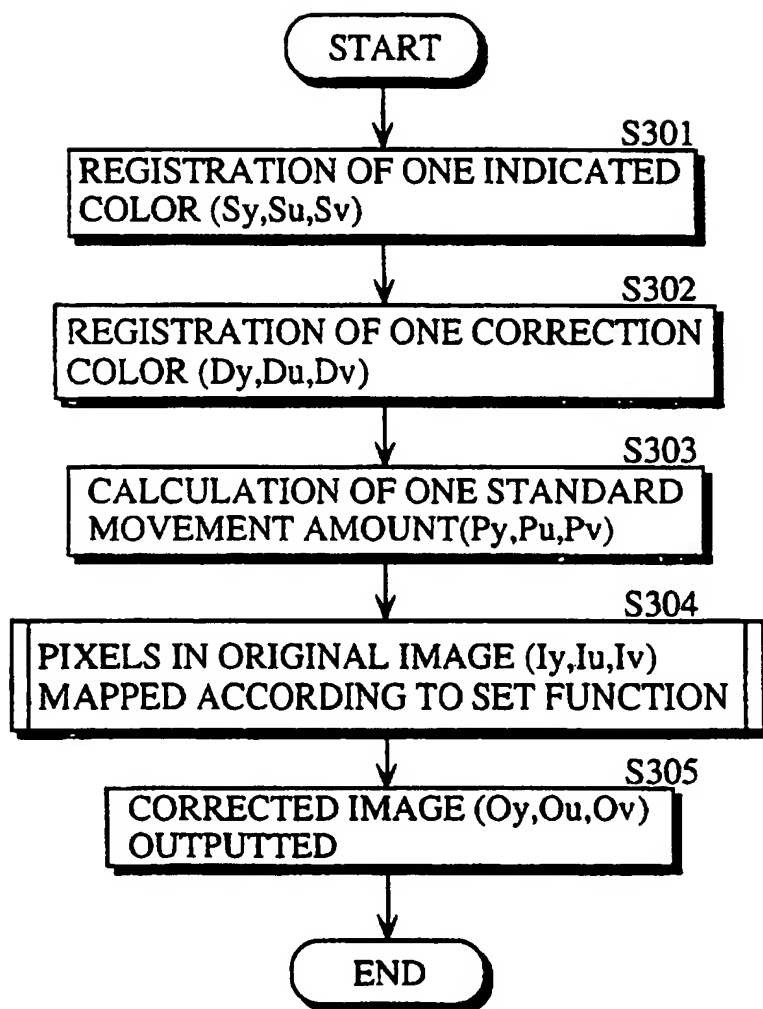 START
S301
REGISTRATION OF ONE INDICATED
COLOR (Sy,Su,Sv)
S302
REGISTRATION OF ONE CORRECTION
COLOR (Dy,Du,Dv)
S303
CALCULATION OF ONE STANDARD
MOVEMENT AMOUNT(Py,Pu,Pv)
S304
PIXELS IN ORIGINAL IMAGE (Iy,Iu,Iv)
MAPPED ACCORDING TO SET FUNCTION
S305
CORRECTED IMAGE (Oy,Ou,Ov)
OUTPUTTED
END